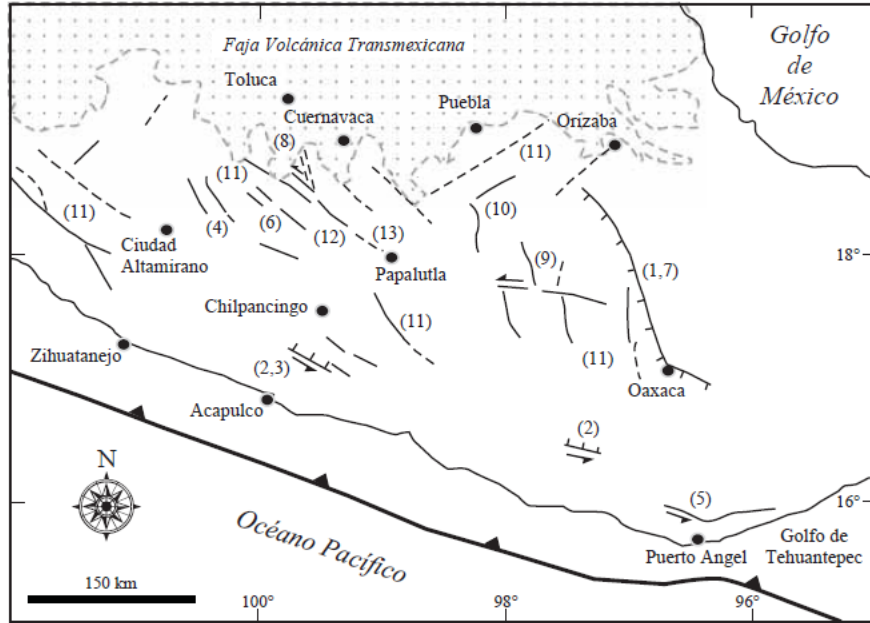 Faja Volcánica Transmexicana
Golfo
de
México
Toluca
Cuernavaca
Puebla
Orizaba
(8)
(11)
(11)
(11)
(4)
(6)
(12)
(13)
(10)
(9)
(1,7)
18°
Ciudad
Altamirano
Papalutla
Chilpancingo
(11)
(11)
Zihuatanejo
(2,3)
Oaxaca
Acapulco
(2)
N
(5)
16°
Océano Pacífico
Puerto Angel
Golfo de
Tehuantepec
150 km
100°
98°
96°